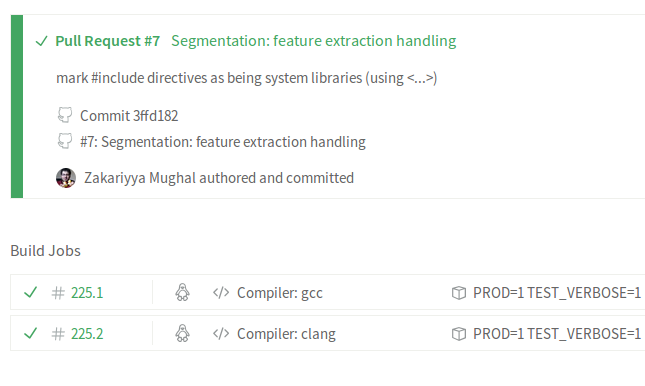 Pull Request #7 Segmentation: feature extraction handling
mark #include directives as being system libraries (using <...>)
Commit 3ffd182
#7: Segmentation: feature extraction handling
Zakariyya Mughal authored and committed
Build Jobs
# 225.1 </> Compiler: gcc PROD=1 TEST_VERBOSE=1
# 225.2 </> Compiler: clang PROD=1 TEST_VERBOSE=1